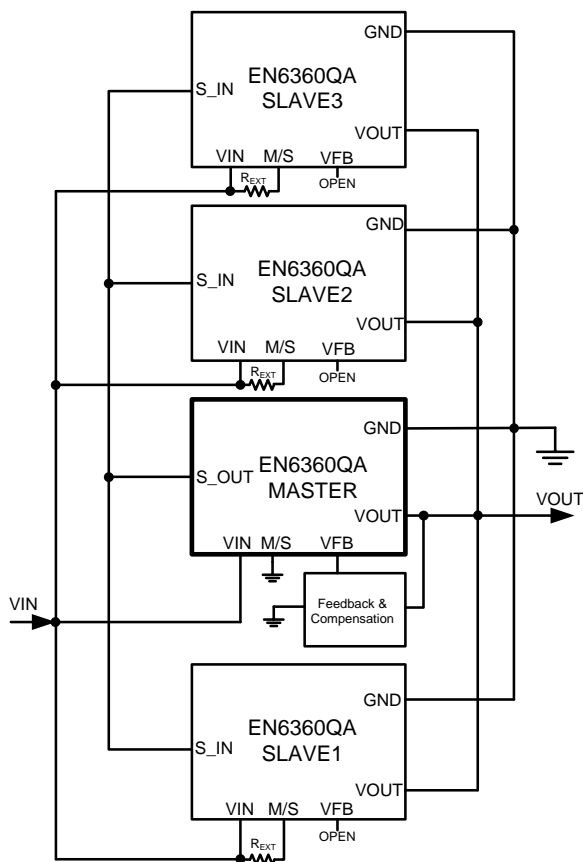 GND
EN6360QA
SLAVE3
S_IN
VOUT
VIN M/S VFB
REXT
OPEN
GND
EN6360QA
SLAVE2
S_IN
VOUT
VIN M/S VFB
REXT
OPEN
GND
EN6360QA
MASTER
S_OUT
VOUT
VOUT
VIN M/S VFB
VIN
Feedback &
Compensation
GND
EN6360QA
SLAVE1
S_IN
VOUT
VIN M/S VFB
REXT
OPEN